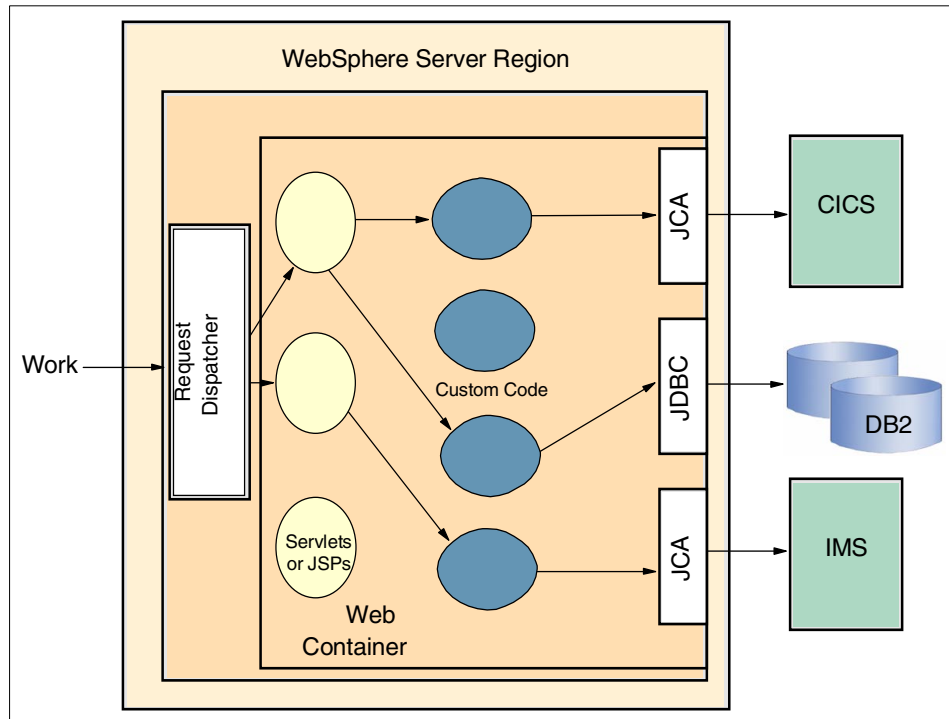 WebSphere Server Region
Work
Request
Dispatcher
Servlets
or JSPs
Web
Container
Custom Code
JCA
JDBC
JCA
CICS
DB2
IMS